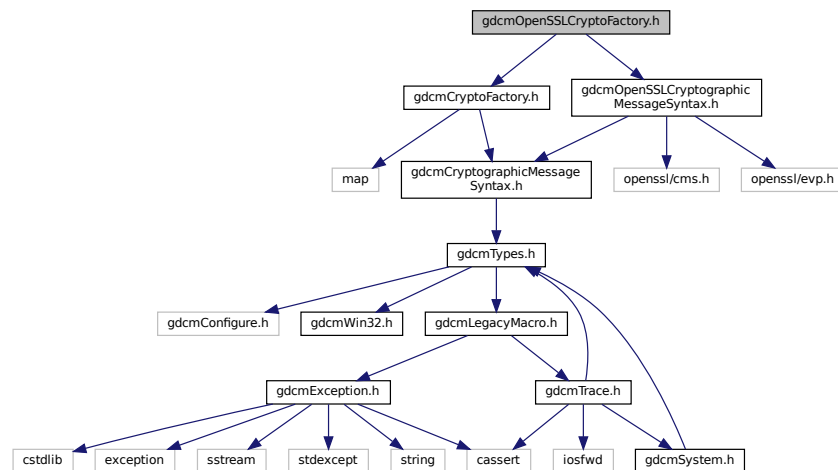 gdcmOpenSSLCryptoFactory.h
gdcmCryptoFactory.h
gdcmOpenSSLCryptographic
MessageSyntax.h
map
gdcmCryptographicMessage
Syntax.h
openssl/cms.h
openssl/evp.h
gdcmTypes.h
gdcmConfigure.h
gdcmWin32.h
gdcmLegacyMacro.h
gdcmException.h
gdcmTrace.h
cstdlib
exception
sstream
stdexcept
string
cassert
iosfwd
gdcmSystem.h